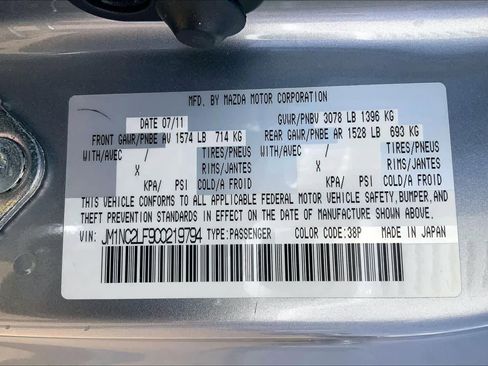 MFD. BY MAZDA MOTOR CORPORATION
DATE 07/11 GVWR/PNBV 3078 LB 1396 KG
FRONT GAWR/PNBE AV 1574 LB 714 KG REAR GAWR/PNBE AR 1528 LB 693 KG
WITH/AVEC / TIRES/PNEUS WITH/AVEC / TIRES/PNEUS
X RIMS/JANTES X RIMS/JANTES
KPA/ PSI COLD/A FROID KPA/ PSI COLD/A FROID
THIS VEHICLE CONFORMS TO ALL APPLICABLE FEDERAL MOTOR VEHICLE SAFETY, BUMPER, AND
THEFT PREVENTION STANDARDS IN EFFECT ON THE DATE OF MANUFACTURE SHOWN ABOVE.
VIN: JM1NC2LF9C0219794 TYPE:PASSENGER COLOR CODE:38P MADE IN JAPAN